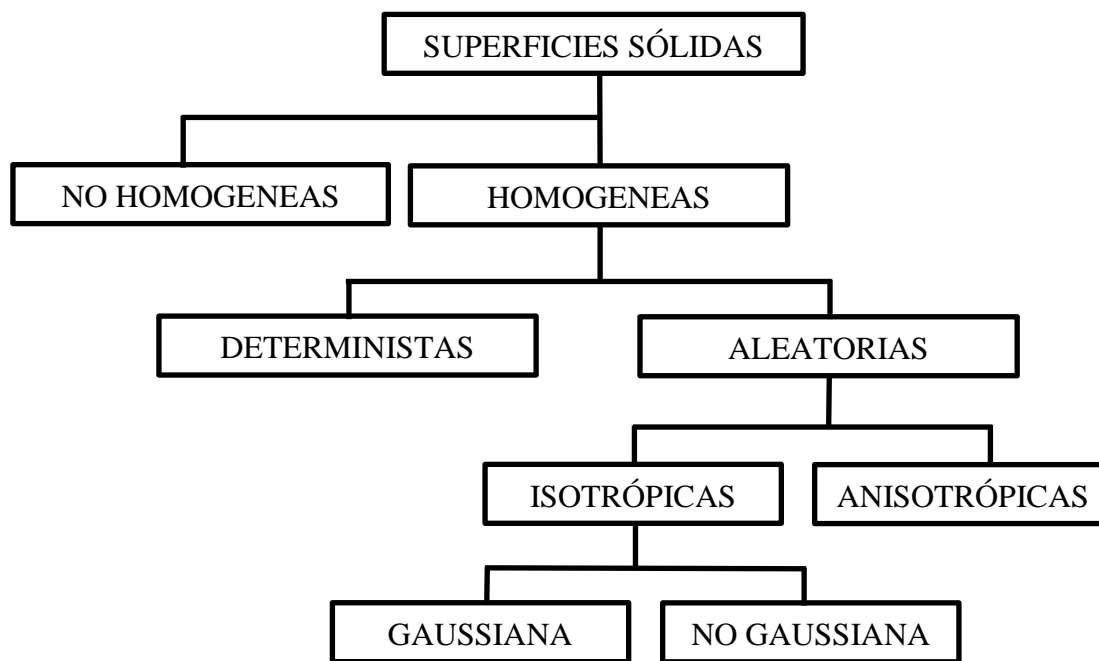 SUPERFICIES SÓLIDAS
NO HOMOGENEAS
HOMOGENEAS
DETERMINISTAS
ALEATORIAS
ISOTRÓPICAS
ANISOTRÓPICAS
GAUSSIANA
NO GAUSSIANA